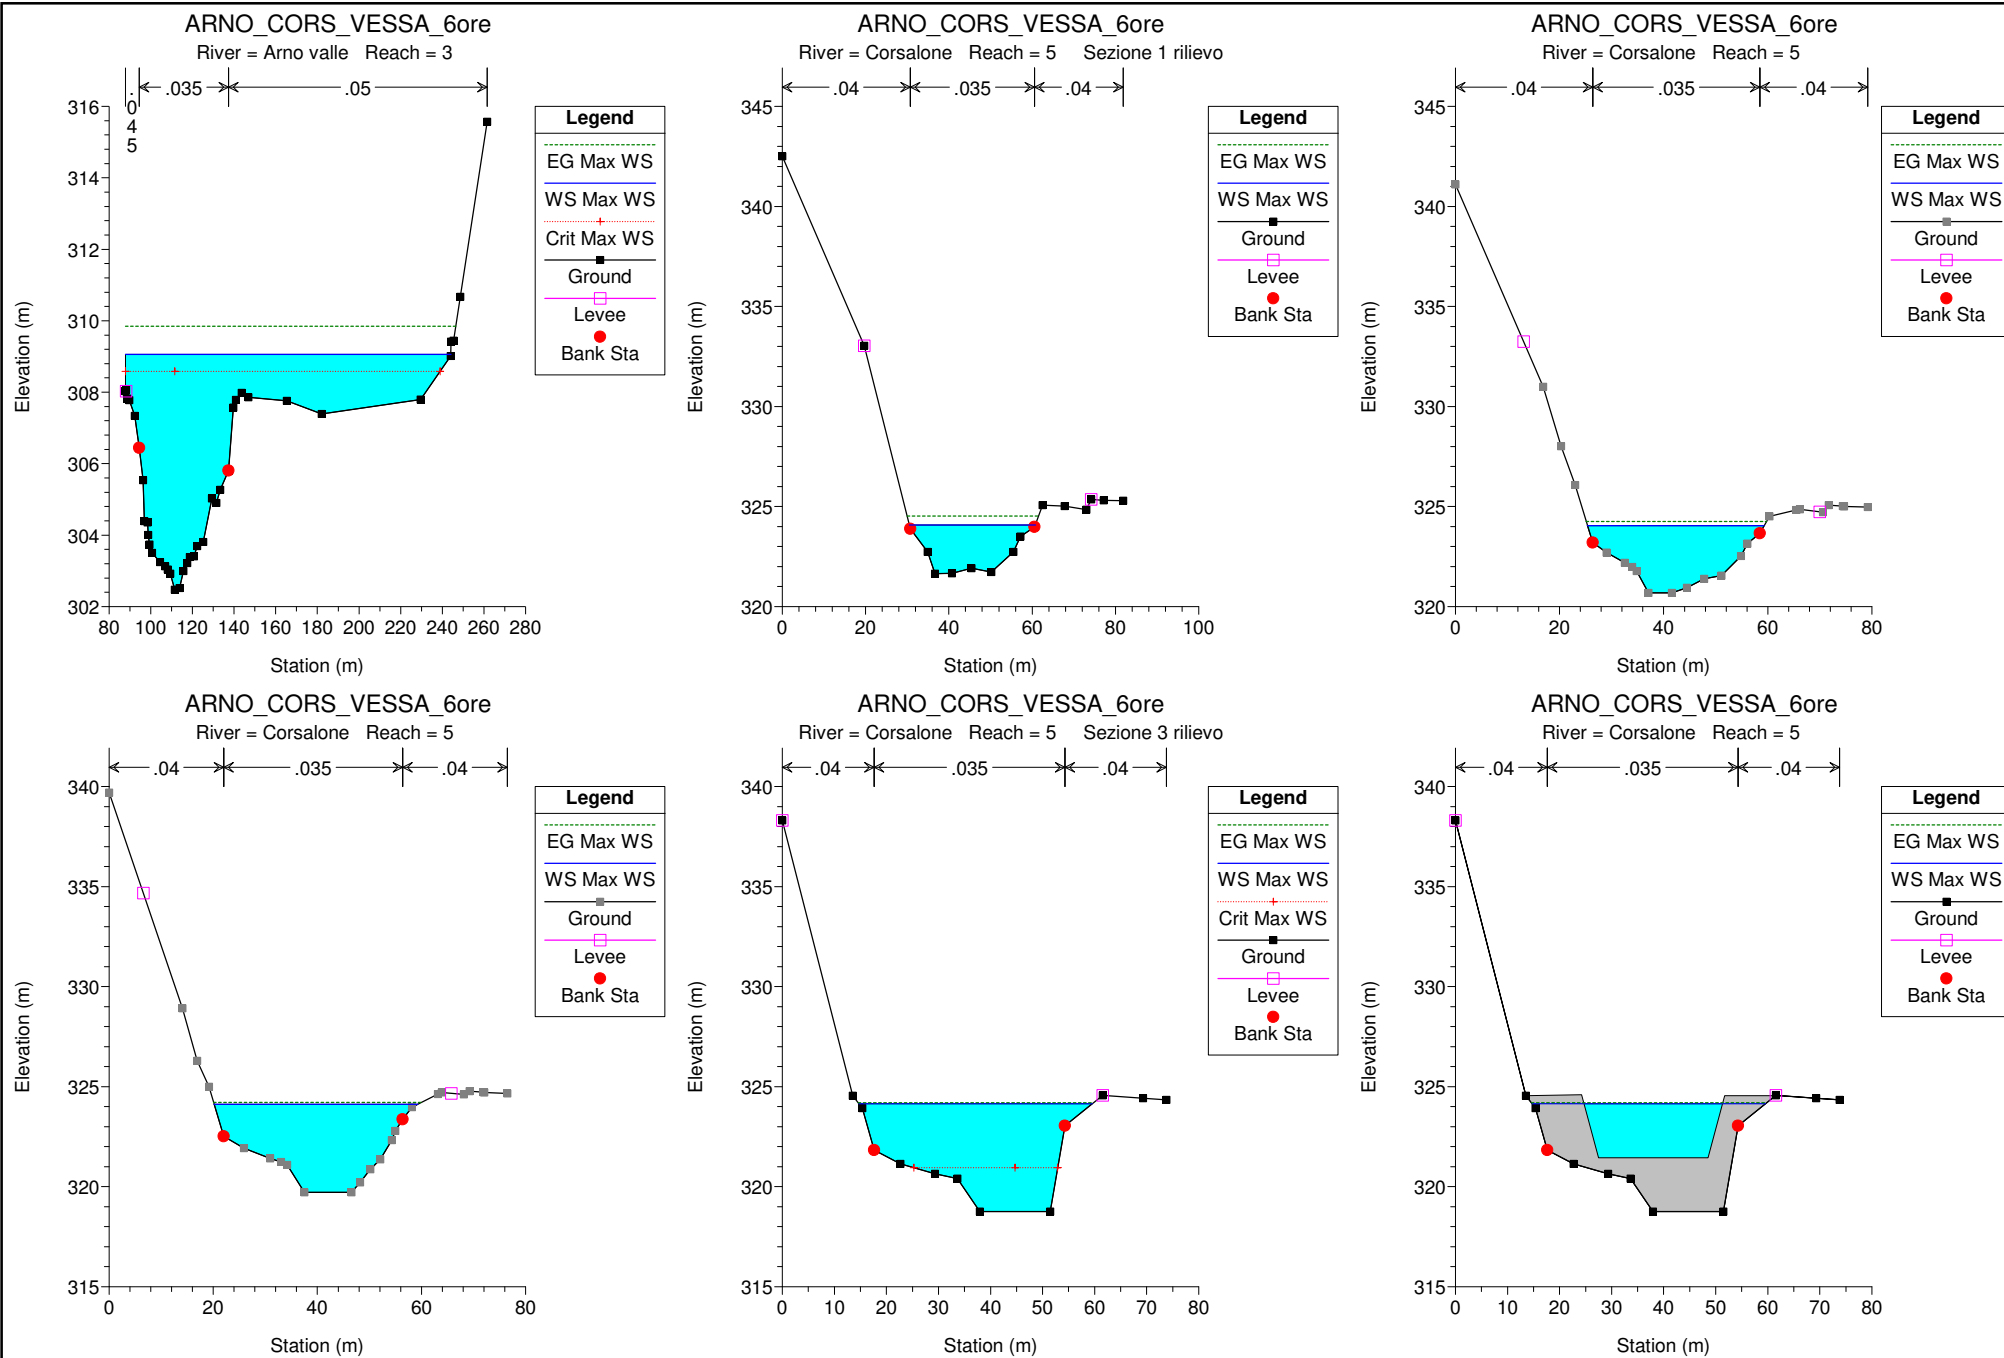 ARNO_CORS_VESSA_6ore
River = Arno valle   Reach = 3
.045
.035
.05
316
314
312
310
308
306
304
302
80 100 120 140 160 180 200 220 240 260 280
Elevation (m)
Station (m)
Legend
EG Max WS
WS Max WS
Crit Max WS
Ground
Levee
Bank Sta
ARNO_CORS_VESSA_6ore
River = Corsalone   Reach = 5      Sezione 1 rilievo
.04
.035
.04
345
340
335
330
325
320
0 20 40 60 80 100
Elevation (m)
Station (m)
Legend
EG Max WS
WS Max WS
Ground
Levee
Bank Sta
ARNO_CORS_VESSA_6ore
River = Corsalone   Reach = 5
.04
.035
.04
345
340
335
330
325
320
0 20 40 60 80
Elevation (m)
Station (m)
Legend
EG Max WS
WS Max WS
Ground
Levee
Bank Sta
ARNO_CORS_VESSA_6ore
River = Corsalone   Reach = 5
.04
.035
.04
340
335
330
325
320
315
0 20 40 60 80
Elevation (m)
Station (m)
Legend
EG Max WS
WS Max WS
Ground
Levee
Bank Sta
ARNO_CORS_VESSA_6ore
River = Corsalone   Reach = 5      Sezione 3 rilievo
.04
.035
.04
340
335
330
325
320
315
0 10 20 30 40 50 60 70 80
Elevation (m)
Station (m)
Legend
EG Max WS
WS Max WS
Crit Max WS
Ground
Levee
Bank Sta
ARNO_CORS_VESSA_6ore
River = Corsalone   Reach = 5
.04
.035
.04
340
335
330
325
320
315
0 10 20 30 40 50 60 70 80
Elevation (m)
Station (m)
Legend
EG Max WS
WS Max WS
Ground
Levee
Bank Sta